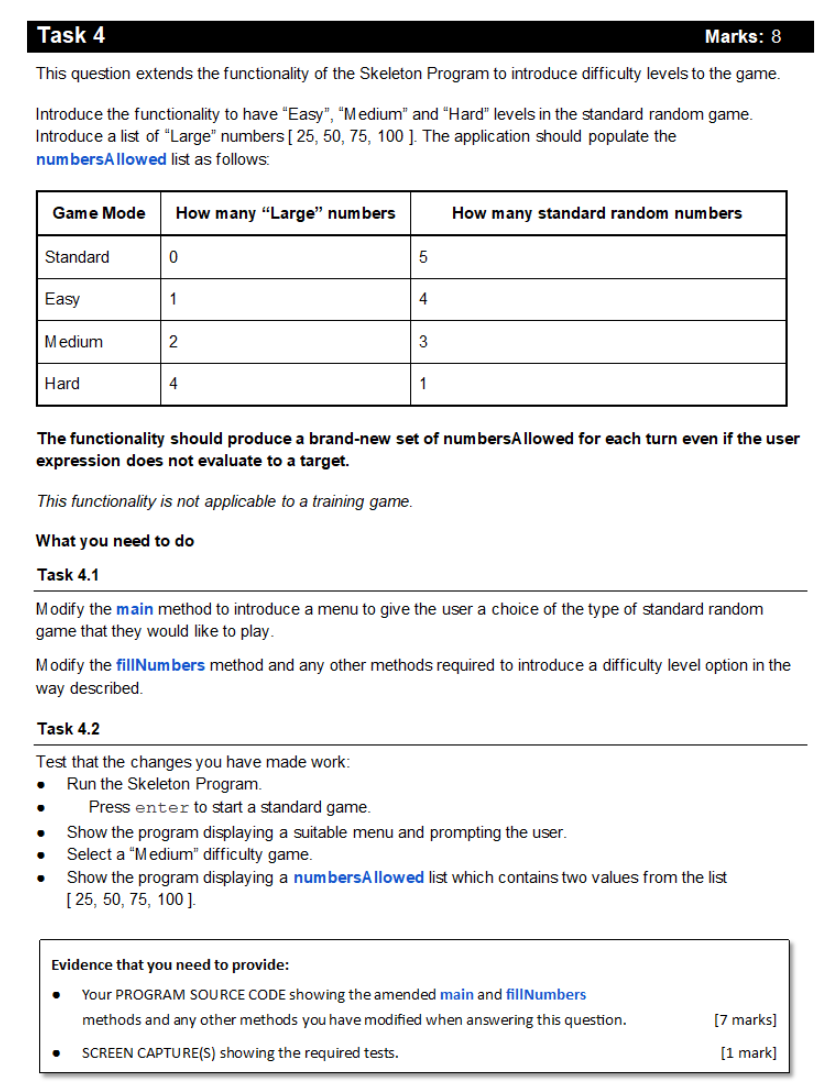 Task 4 Marks: 8
This question extends the functionality of the Skeleton Program to introduce difficulty levels to the game.
Introduce the functionality to have “Easy”, “Medium” and “Hard” levels in the standard random game.
Introduce a list of “Large” numbers [ 25, 50, 75, 100 ]. The application should populate the
numbersAllowed list as follows:
Game Mode How many “Large” numbers How many standard random numbers
Standard 0 5
Easy 1 4
Medium 2 3
Hard 4 1
The functionality should produce a brand-new set of numbersAllowed for each turn even if the user
expression does not evaluate to a target.
This functionality is not applicable to a training game.
What you need to do
Task 4.1
Modify the main method to introduce a menu to give the user a choice of the type of standard random
game that they would like to play.
Modify the fillNumbers method and any other methods required to introduce a difficulty level option in the
way described.
Task 4.2
Test that the changes you have made work:
● Run the Skeleton Program.
● Press enter to start a standard game.
● Show the program displaying a suitable menu and prompting the user.
● Select a “Medium” difficulty game.
● Show the program displaying a numbersAllowed list which contains two values from the list
[ 25, 50, 75, 100 ].
Evidence that you need to provide:
● Your PROGRAM SOURCE CODE showing the amended main and fillNumbers
methods and any other methods you have modified when answering this question. [7 marks]
● SCREEN CAPTURE(S) showing the required tests. [1 mark]